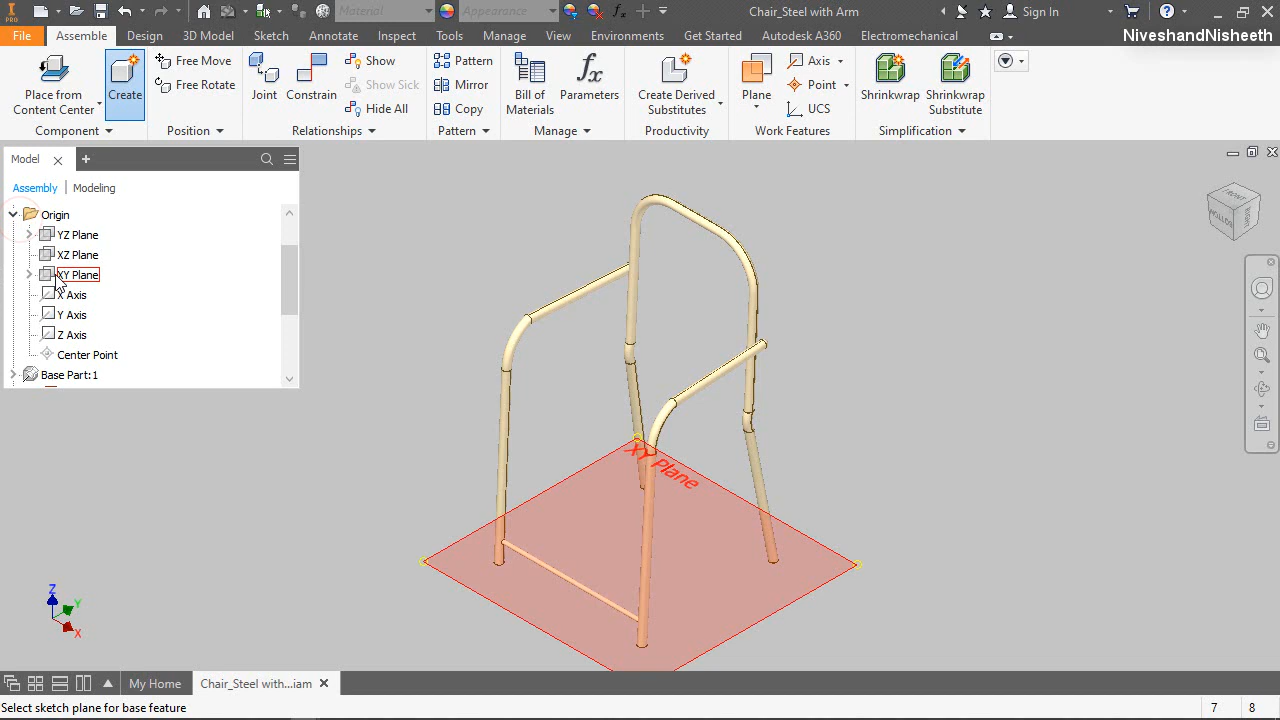 PRO
Material
Appearance
Chair_Steel with Arm
Sign In
File
Assemble
Design
3D Model
Sketch
Annotate
Inspect
Tools
Manage
View
Environments
Get Started
Autodesk A360
Electromechanical
NiveshandNisheeth
Place from
Content Center
Create
Free Move
Free Rotate
Joint
Constrain
Show
Show Sick
Hide All
Pattern
Mirror
Copy
Bill of
Materials
Parameters
Create Derived
Substitutes
Plane
Axis
Point
UCS
Shrinkwrap
Shrinkwrap
Substitute
Component
Position
Relationships
Pattern
Manage
Productivity
Work Features
Simplification
Model
Assembly
Modeling
Origin
YZ Plane
XZ Plane
XY Plane
X Axis
Y Axis
Z Axis
Center Point
Base Part:1
FRONT
BOTTOM
XY Plane
Z
Y
X
My Home
Chair_Steel with...iam
Select sketch plane for base feature
7
8